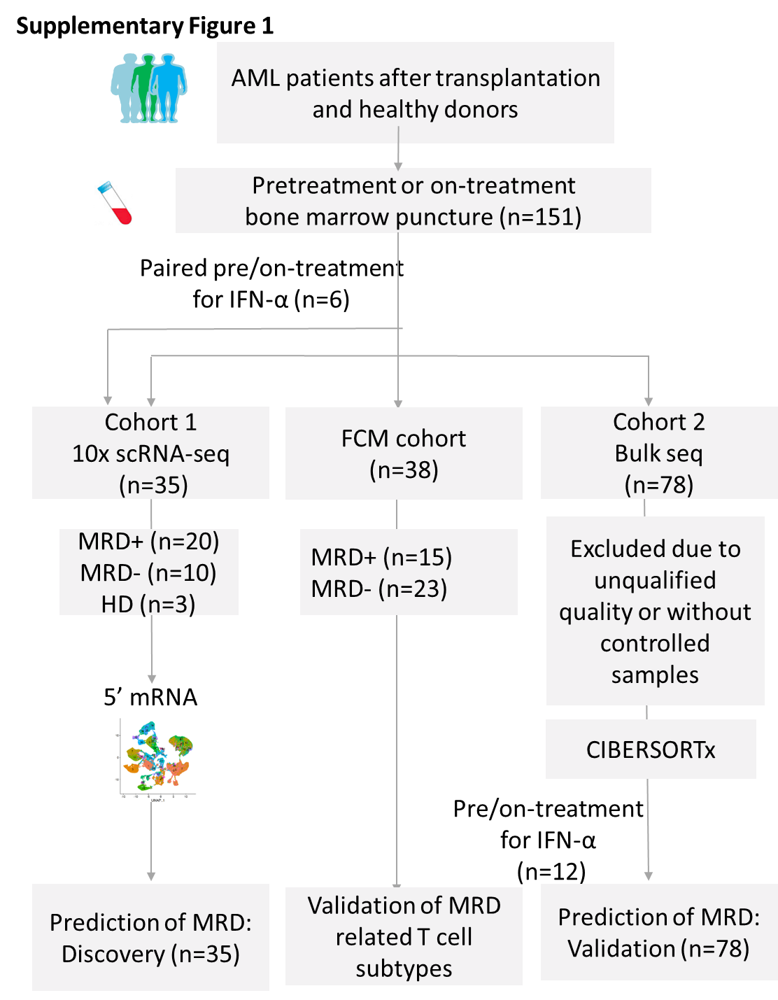 Supplementary Figure 1
AML patients after transplantation
and healthy donors
Pretreatment or on-treatment
bone marrow puncture (n=151)
Paired pre/on-treatment
for IFN-α (n=6)
Cohort 1
10x scRNA-seq
(n=35)
FCM cohort
(n=38)
Cohort 2
Bulk seq
(n=78)
MRD+ (n=20)
MRD- (n=10)
HD (n=3)
MRD+ (n=15)
MRD- (n=23)
Excluded due to
unqualified
quality or without
controlled
samples
5’ mRNA
UMAP_1
CIBERSORTx
Pre/on-treatment
for IFN-α
(n=12)
Prediction of MRD:
Discovery (n=35)
Validation of MRD
related T cell
subtypes
Prediction of MRD:
Validation (n=78)